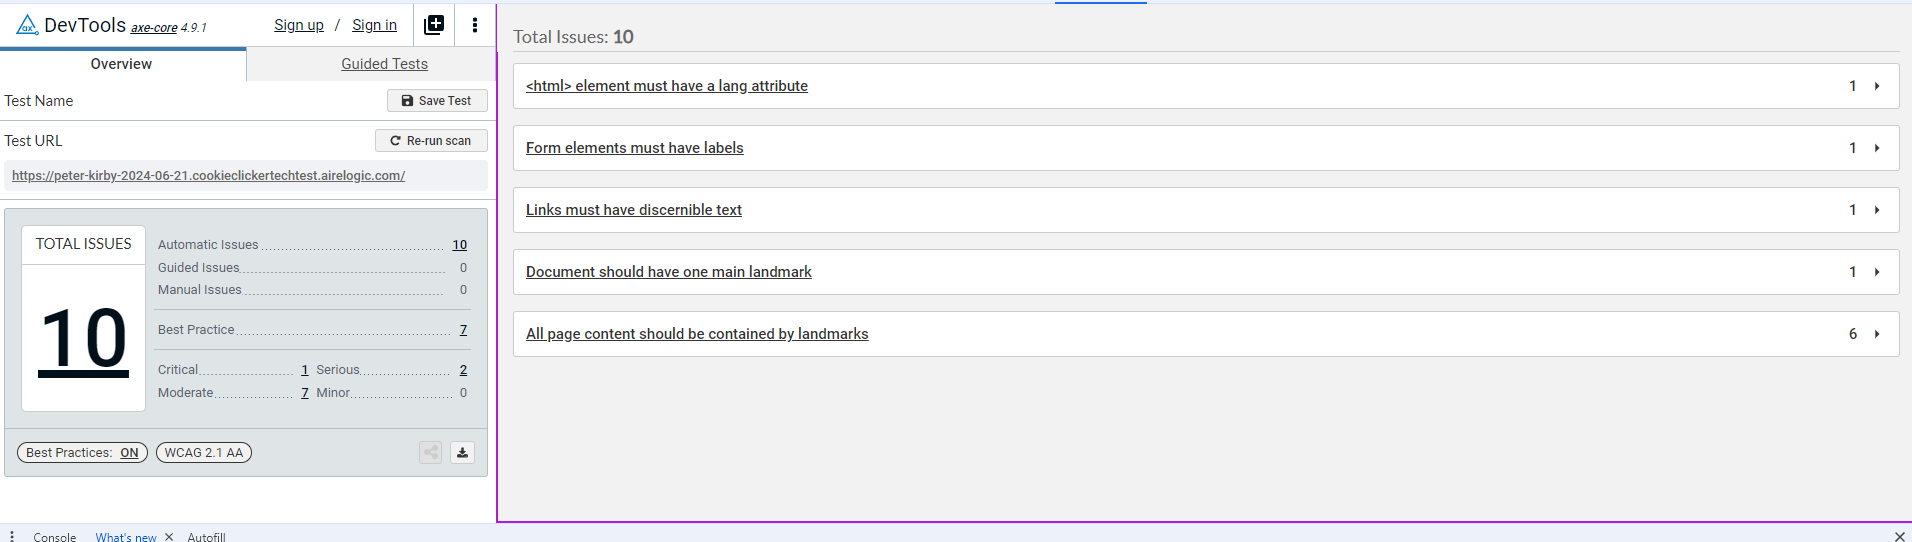 DevTools axe-core 4.9.1 Sign up / Sign in
Overview Guided Tests
Test Name Save Test
Test URL Re-run scan
https://peter-kirby-2024-06-21.cookieclickertechtest.airelogic.com/
TOTAL ISSUES
10
Automatic Issues 10
Guided Issues 0
Manual Issues 0
Best Practice 7
Critical 1 Serious 2
Moderate 7 Minor 0
Best Practices: ON WCAG 2.1 AA
Total Issues: 10
<html> element must have a lang attribute 1
Form elements must have labels 1
Links must have discernible text 1
Document should have one main landmark 1
All page content should be contained by landmarks 6
Console What's new Autofill